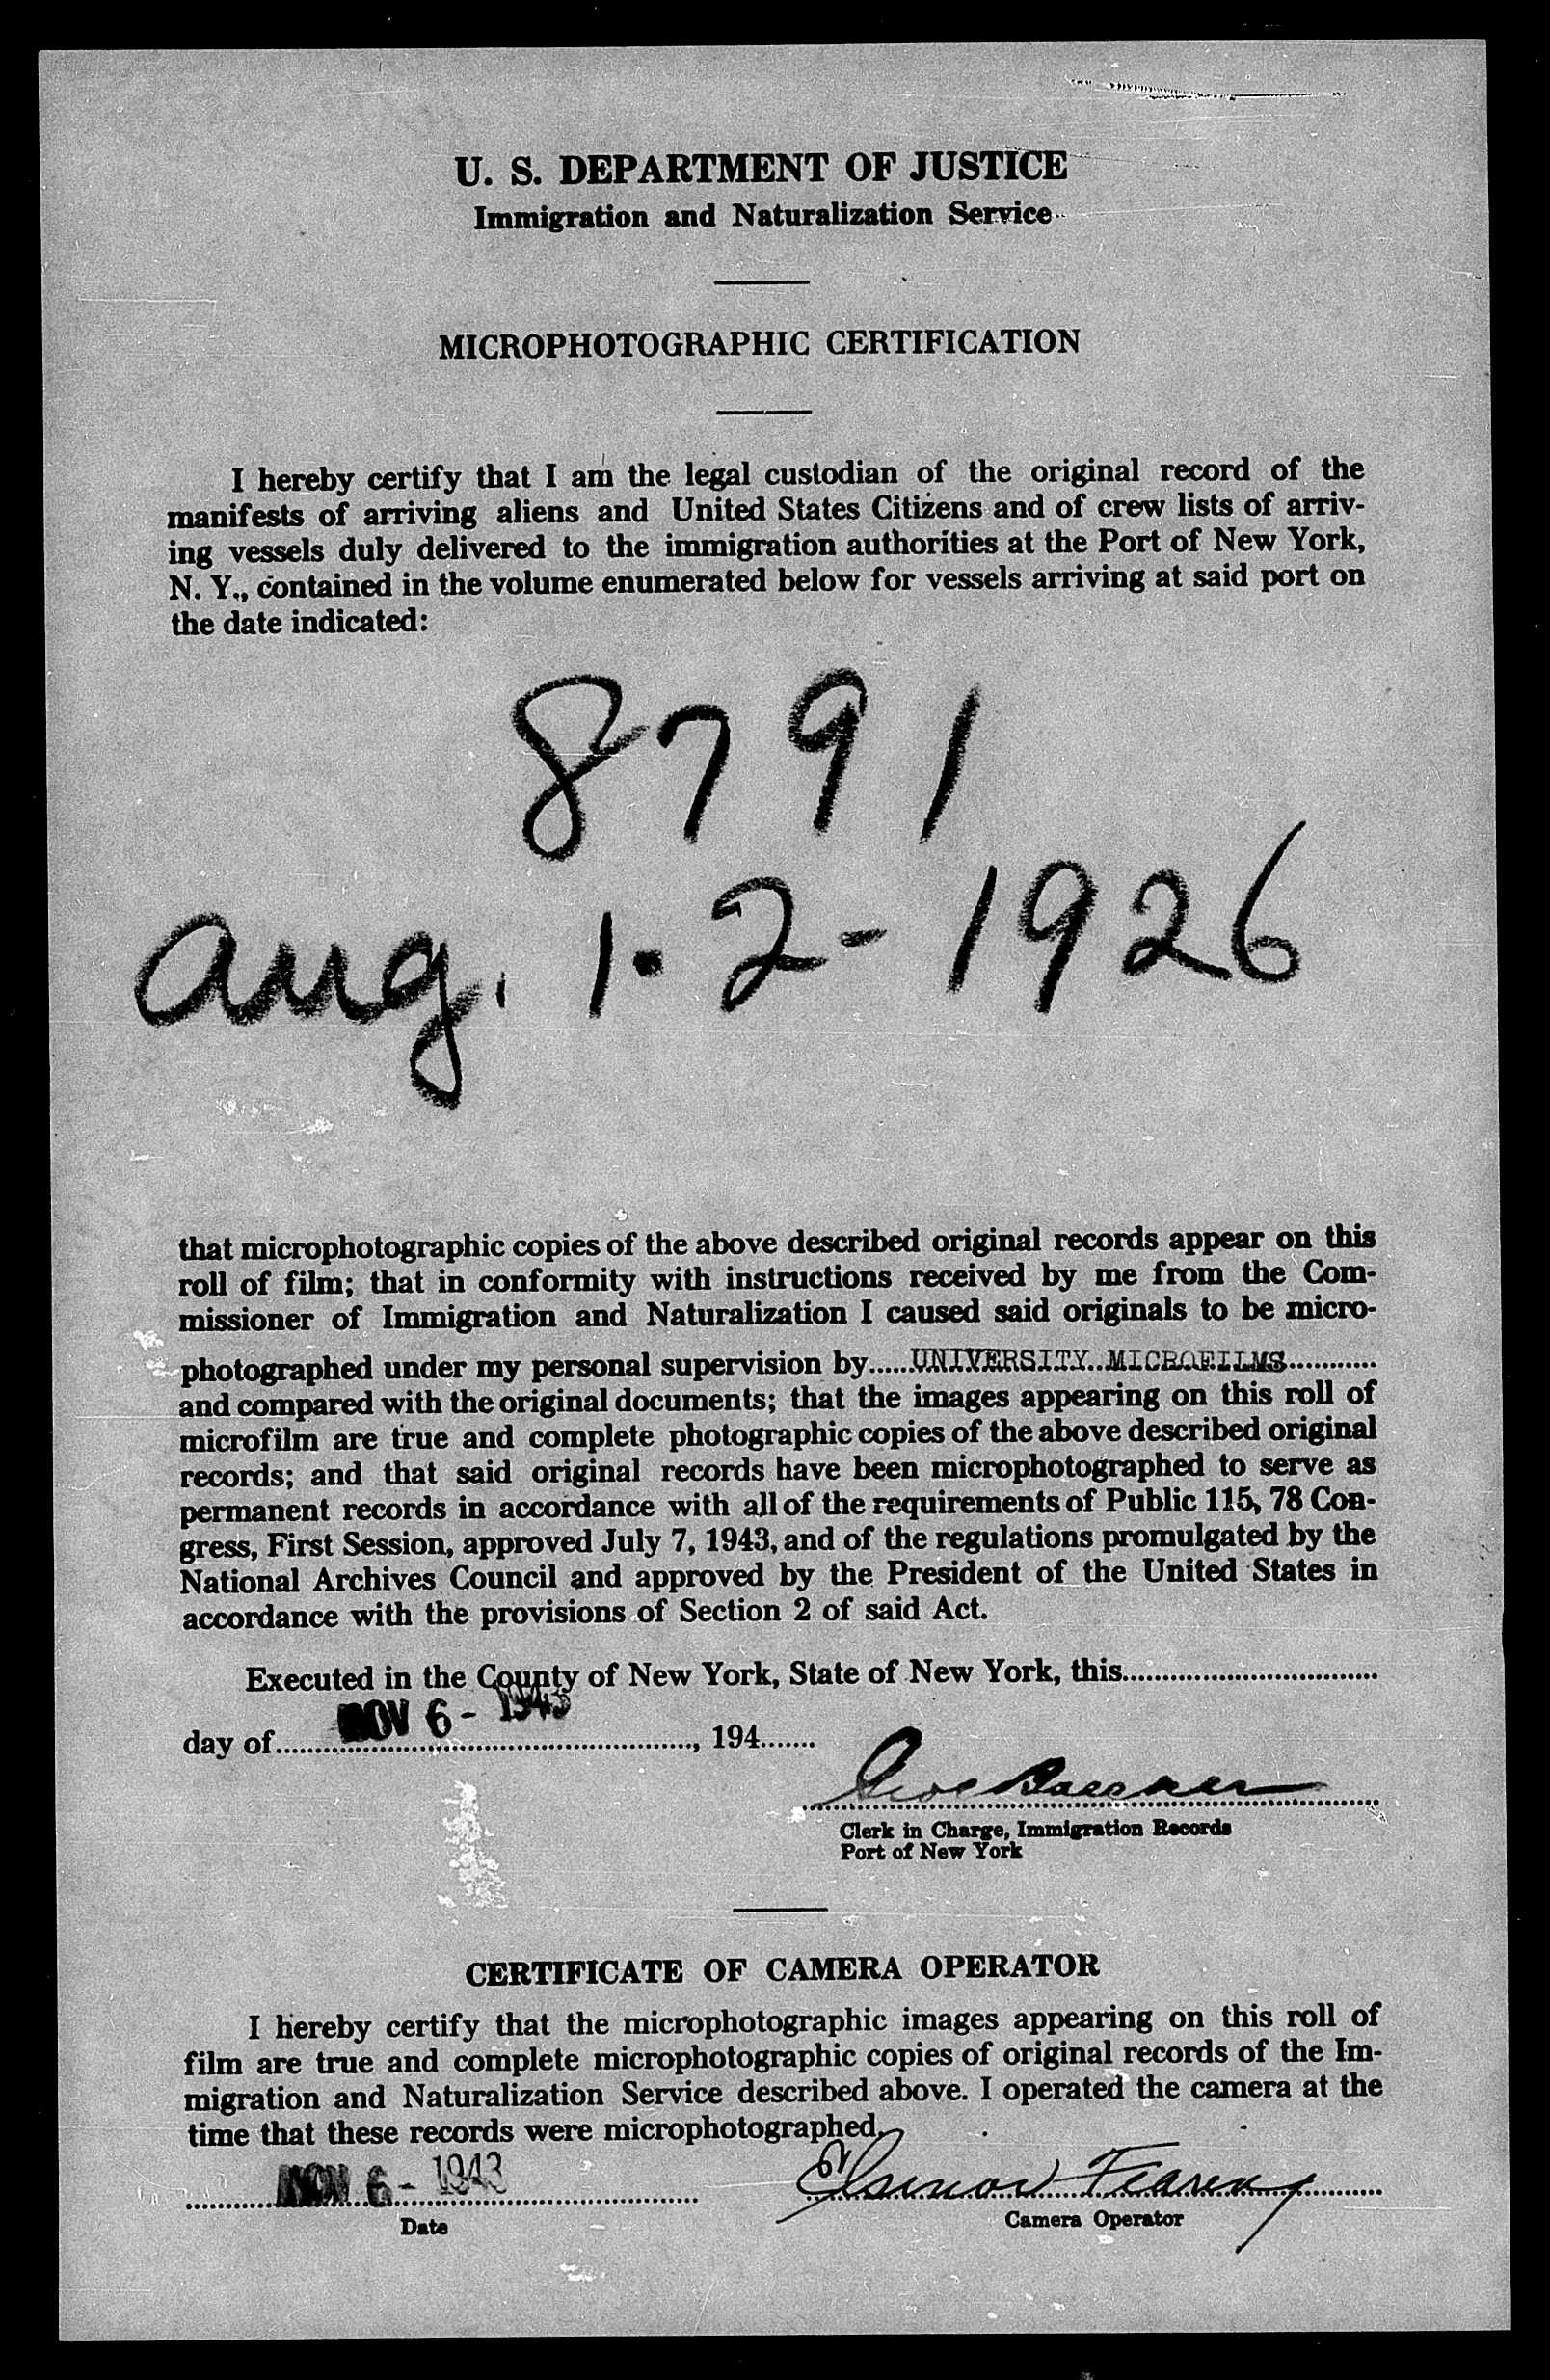 U. S. DEPARTMENT OF JUSTICE
Immigration and Naturalization Service
MICROPHOTOGRAPHIC CERTIFICATION
I hereby certify that I am the legal custodian of the original record of the
manifests of arriving aliens and United States Citizens and of crew lists of arriv-
ing vessels duly delivered to the immigration authorities at the Port of New York,
N. Y., contained in the volume enumerated below for vessels arriving at said port on
the date indicated:
8791
Aug. 1-2-1926
that microphotographic copies of the above described original records appear on this
roll of film; that in conformity with instructions received by me from the Com-
missioner of Immigration and Naturalization I caused said originals to be micro-
photographed under my personal supervision by......UNIVERSITY MICROFILMS............
and compared with the original documents; that the images appearing on this roll of
microfilm are true and complete photographic copies of the above described original
records; and that said original records have been microphotographed to serve as
permanent records in accordance with all of the requirements of Public 115, 78 Con-
gress, First Session, approved July 7, 1943, and of the regulations promulgated by the
National Archives Council and approved by the President of the United States in
accordance with the provisions of Section 2 of said Act.
Executed in the County of New York, State of New York, this................................
NOV 6 - 1943
day of........................................................, 194.......
Clerk in Charge, Immigration Records
Port of New York
CERTIFICATE OF CAMERA OPERATOR
I hereby certify that the microphotographic images appearing on this roll of
film are true and complete microphotographic copies of original records of the Im-
migration and Naturalization Service described above. I operated the camera at the
time that these records were microphotographed.
NOV 6 - 1943
Date
Camera Operator